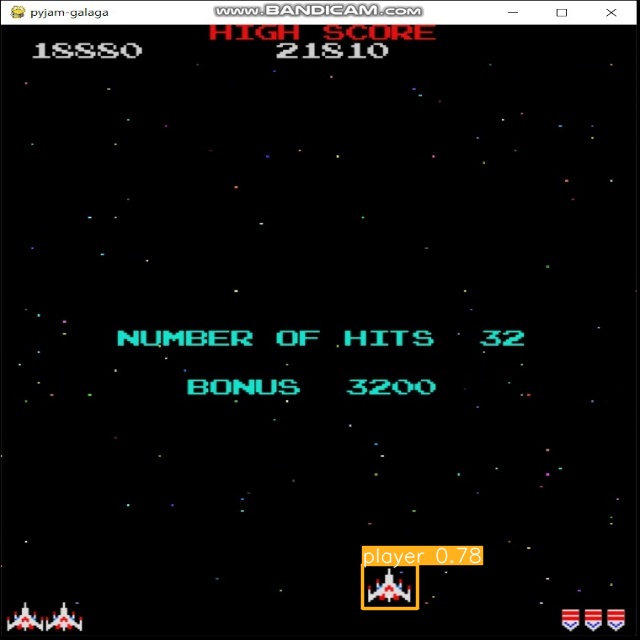 pyjam-galaga
www.BANDICAM.com
HIGH SCORE
18880 21810
NUMBER OF HITS 32
BONUS 3200
player 0.78